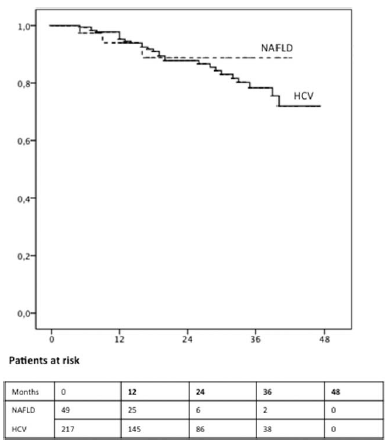 1,0
NAFLD
0,8
HCV
0,6
0,4
0,2
0,0
0 12 24 36 48
Patients at risk
Months 0 12 24 36 48
NAFLD 49 25 6 2 0
HCV 217 145 86 38 0